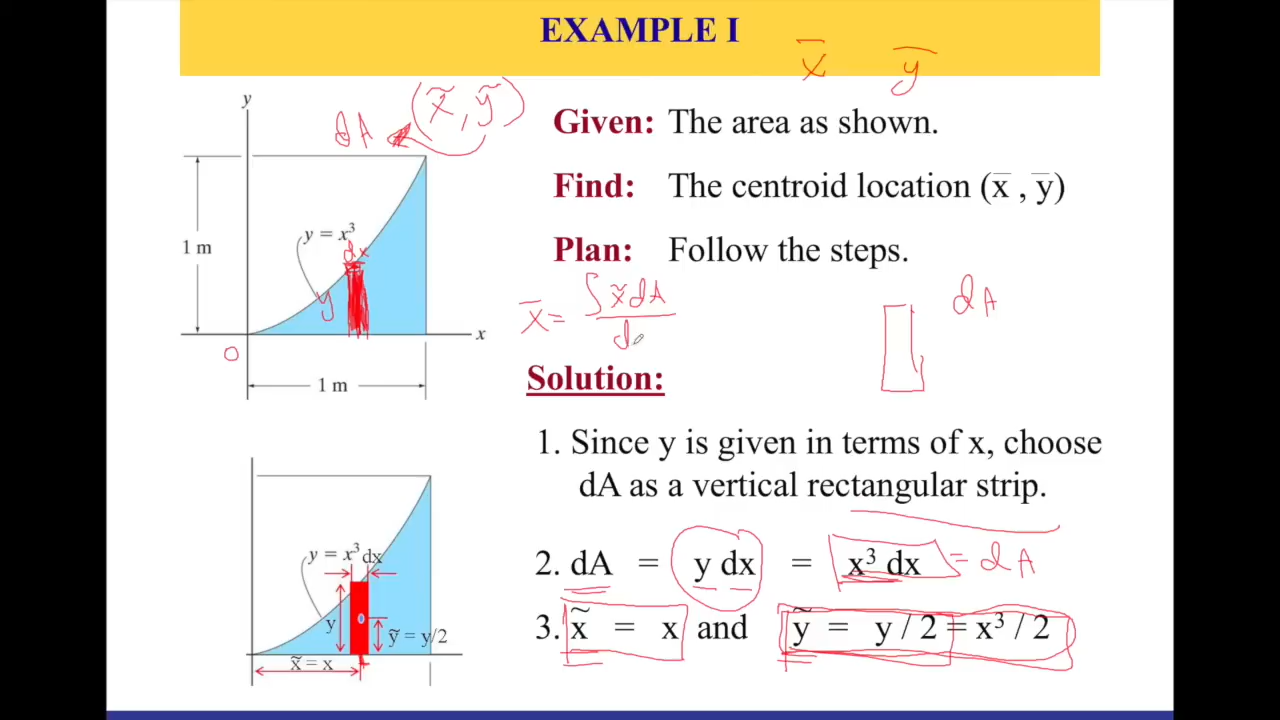 EXAMPLE I
x̄ ȳ
y
dA (x̃, ỹ)
Given: The area as shown.
Find: The centroid location (x̄ , ȳ)
Plan: Follow the steps.
y = x³
dx
1 m
y
x
O
1 m
x̄ = ∫ x̃ dA
d
dA
Solution:
1. Since y is given in terms of x, choose
dA as a vertical rectangular strip.
2. dA = y dx = x³ dx = dA
3. x̃ = x and ỹ = y / 2 = x³ / 2
y = x³ dx
y
ỹ = y/2
x̃ = x